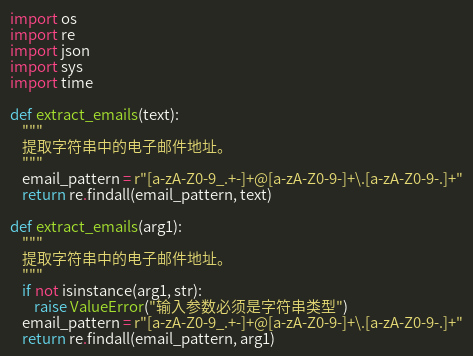 import os
import re
import json
import sys
import time

def extract_emails(text):
    """
    提取字符串中的电子邮件地址。
    """
    email_pattern = r"[a-zA-Z0-9_.+-]+@[a-zA-Z0-9-]+\.[a-zA-Z0-9-.]+"
    return re.findall(email_pattern, text)

def extract_emails(arg1):
    """
    提取字符串中的电子邮件地址。
    """
    if not isinstance(arg1, str):
        raise ValueError("输入参数必须是字符串类型")
    email_pattern = r"[a-zA-Z0-9_.+-]+@[a-zA-Z0-9-]+\.[a-zA-Z0-9-.]+"
    return re.findall(email_pattern, arg1)